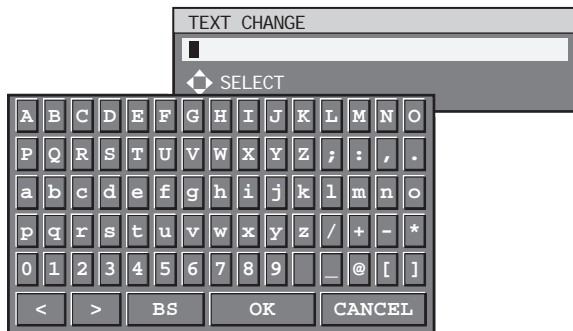 TEXT CHANGE
SELECT
A B C D E F G H I J K L M N O
P Q R S T U V W X Y Z ; : , .
a b c d e f g h i j k l m n o
p q r s t u v w x y z / + - *
0 1 2 3 4 5 6 7 8 9 _ @ [ ]
< > BS OK CANCEL